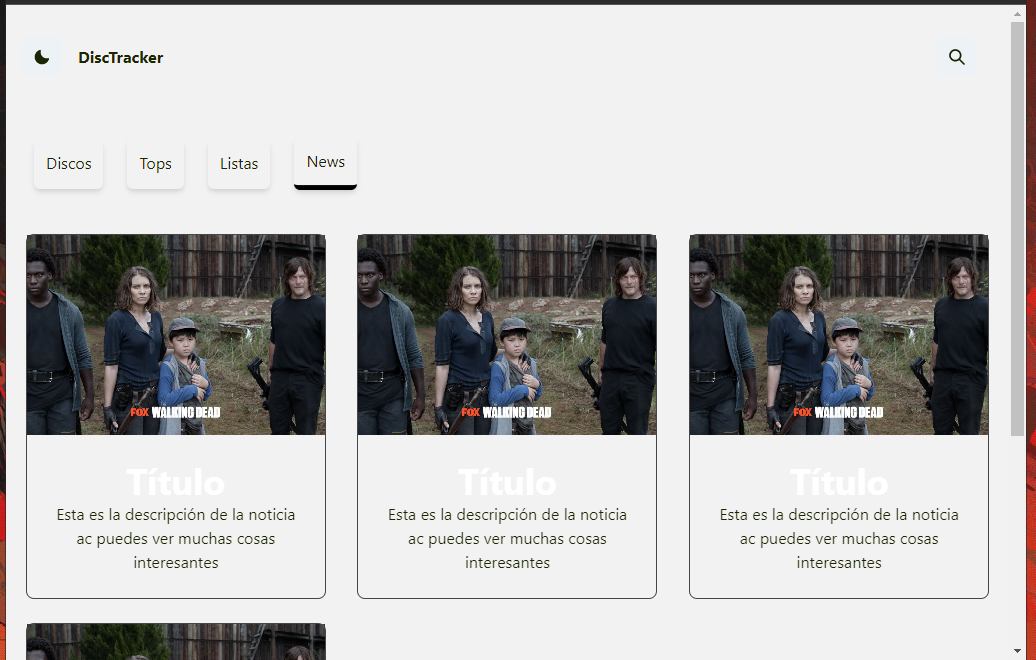 DiscTracker
Discos
Tops
Listas
News
FOX WALKING DEAD
FOX WALKING DEAD
FOX WALKING DEAD
Título
Título
Título
Esta es la descripción de la noticia
ac puedes ver muchas cosas
interesantes
Esta es la descripción de la noticia
ac puedes ver muchas cosas
interesantes
Esta es la descripción de la noticia
ac puedes ver muchas cosas
interesantes